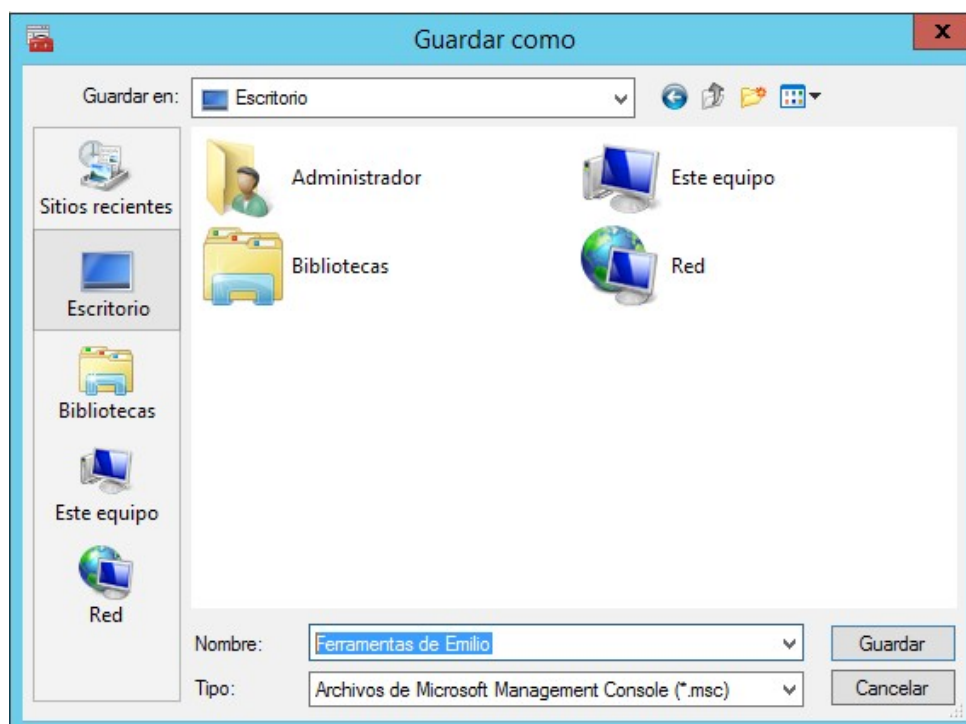 Guardar como
x
Guardar en:
Escritorio
Sitios recientes
Escritorio
Bibliotecas
Este equipo
Red
Administrador
Este equipo
Bibliotecas
Red
Nombre:
Ferramentas de Emilio
Guardar
Tipo:
Archivos de Microsoft Management Console (*.msc)
Cancelar